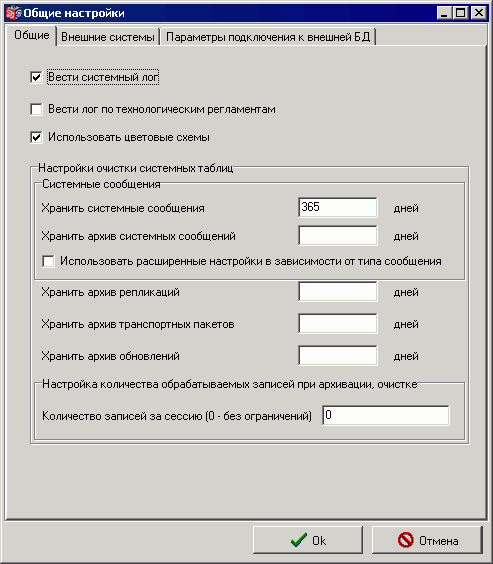 Общие настройки
Общие Внешние системы Параметры подключения к внешней БД
Вести системный лог
Вести лог по технологическим регламентам
Использовать цветовые схемы
Настройки очистки системных таблиц
Системные сообщения
Хранить системные сообщения 365 дней
Хранить архив системных сообщений дней
Использовать расширенные настройки в зависимости от типа сообщения
Хранить архив репликаций дней
Хранить архив транспортных пакетов дней
Хранить архив обновлений дней
Настройка количества обрабатываемых записей при архивации, очистке
Количество записей за сессию (0 - без ограничений) 0
Ok Отмена